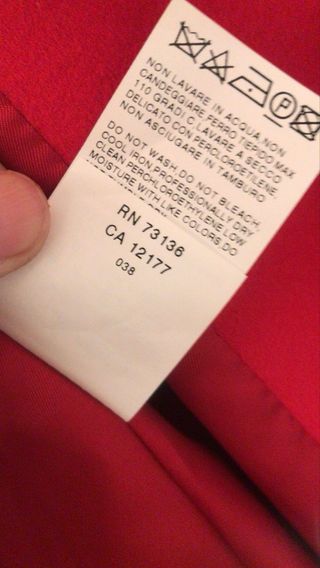 NON LAVARE IN ACQUA NON
CANDEGGIARE FERRO TIEPIDO MAX
110 GRADI C LAVARE A SECCO
DELICATO CON PERCLOROETILENE
NON ASCIUGARE IN TAMBURO
DO NOT WASH, DO NOT BLEACH,
COOL IRON PROFESSIONALLY DRY
CLEAN PERCHLOROETHYLENE LOW
MOISTURE WITH LIKE COLORS, DO
RN 73136
CA 12177
038